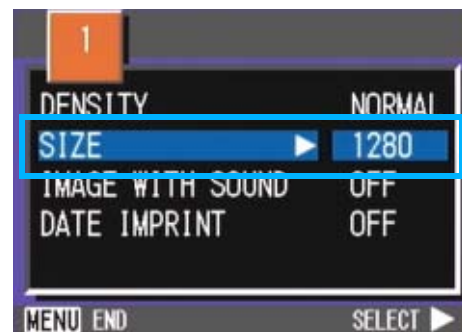 1
DENSITY NORMAL
SIZE ▶ 1280
IMAGE WITH SOUND OFF
DATE IMPRINT OFF
MENU END SELECT ▶